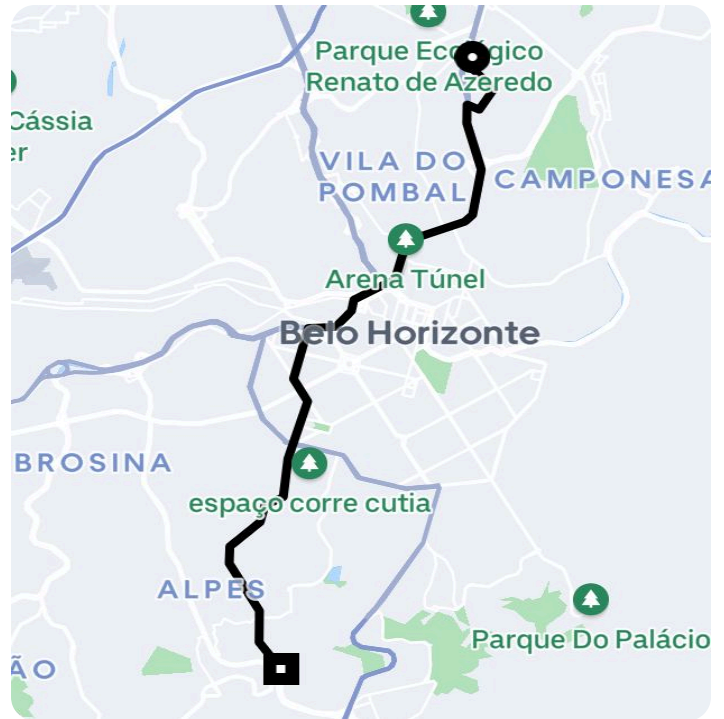 Parque Ecológico
Renato de Azeredo
Cássia
er
VILA DO
POMBAL
CAMPONESA
Arena Túnel
Belo Horizonte
BROSINA
espaço corre cutia
ALPES
Parque Do Palácio
ÃO